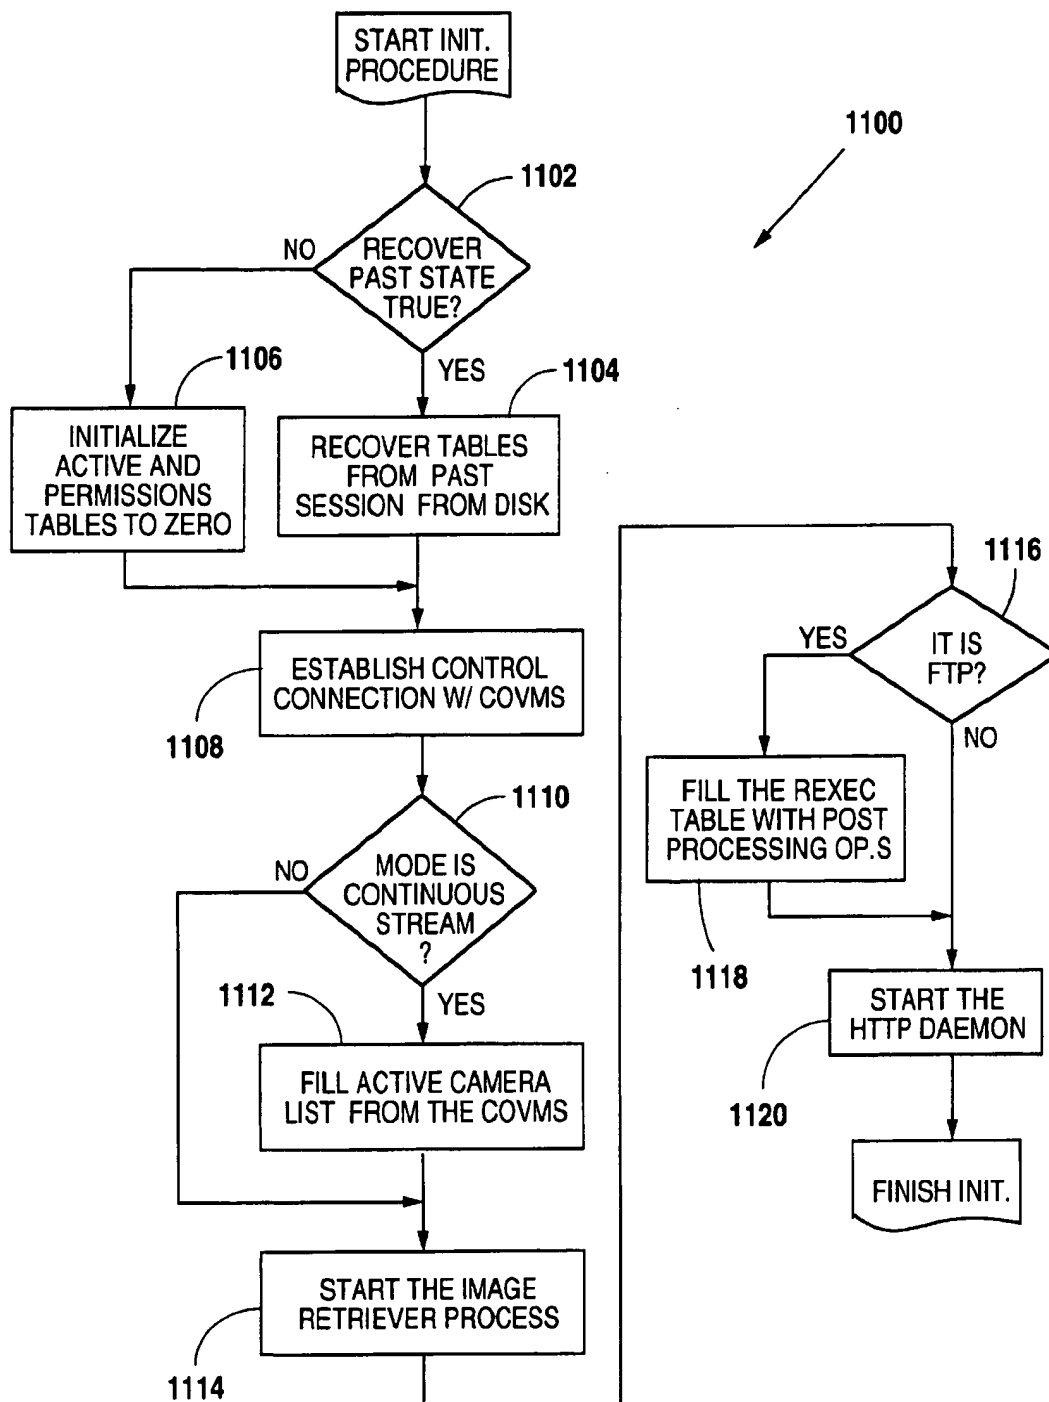 START INIT.
PROCEDURE
1100
1102
NO
RECOVER
PAST STATE
TRUE?
YES
1106
1104
INITIALIZE
ACTIVE AND
PERMISSIONS
TABLES TO ZERO
RECOVER TABLES
FROM PAST
SESSION FROM DISK
ESTABLISH CONTROL
CONNECTION W/ COVMS
1108
1110
NO
MODE IS
CONTINUOUS
STREAM
?
YES
1112
FILL ACTIVE CAMERA
LIST FROM THE COVMS
START THE IMAGE
RETRIEVER PROCESS
1114
1116
YES
IT IS
FTP?
NO
FILL THE REXEC
TABLE WITH POST
PROCESSING OP.S
1118
START THE
HTTP DAEMON
1120
FINISH INIT.